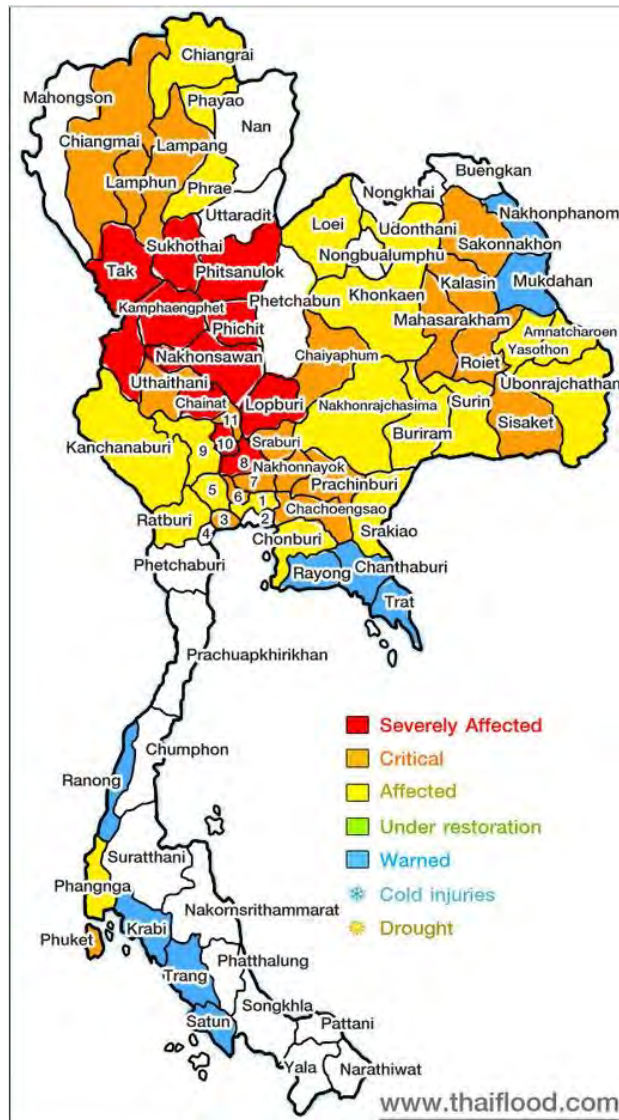 Chiangrai
Mahongson
Phayao
Nan
Chiangmai
Lampang
Lamphun
Phrae
Uttaradit
Buengkan
Nongkhai
Nakhonphanom
Loei
Udonthani
Sakonnakhon
Sukhothai
Tak
Phitsanulok
Nongbualumphu
Kalasin
Mukdahan
Khonkaen
Kamphaengphet
Phetchabun
Mahasarakham
Phichit
Amnatcharoen
Yasothon
Nakhonsawan
Chaiyaphum
Roiet
Uthaithani
Ubonrajchathan
Chainat
Lopburi
Nakhonrajchasima
Surin
Sisaket
11
Kanchanaburi
10
Sraburi
Buriram
9
8
Nakhonnayok
7
Prachinburi
5
6
1
Chachoengsao
Ratburi
3
2
4
Chonburi
Srakiao
Phetchaburi
Rayong
Chanthaburi
Trat
Prachuapkhirikhan
Severely Affected
Chumphon
Critical
Ranong
Affected
Under restoration
Suratthani
Warned
Phangnga
Cold injuries
Nakornsrithammarat
Drought
Krabi
Phuket
Phatthalung
Trang
Songkhla
Satun
Pattani
Yala
Narathiwat
www.thaiflood.com